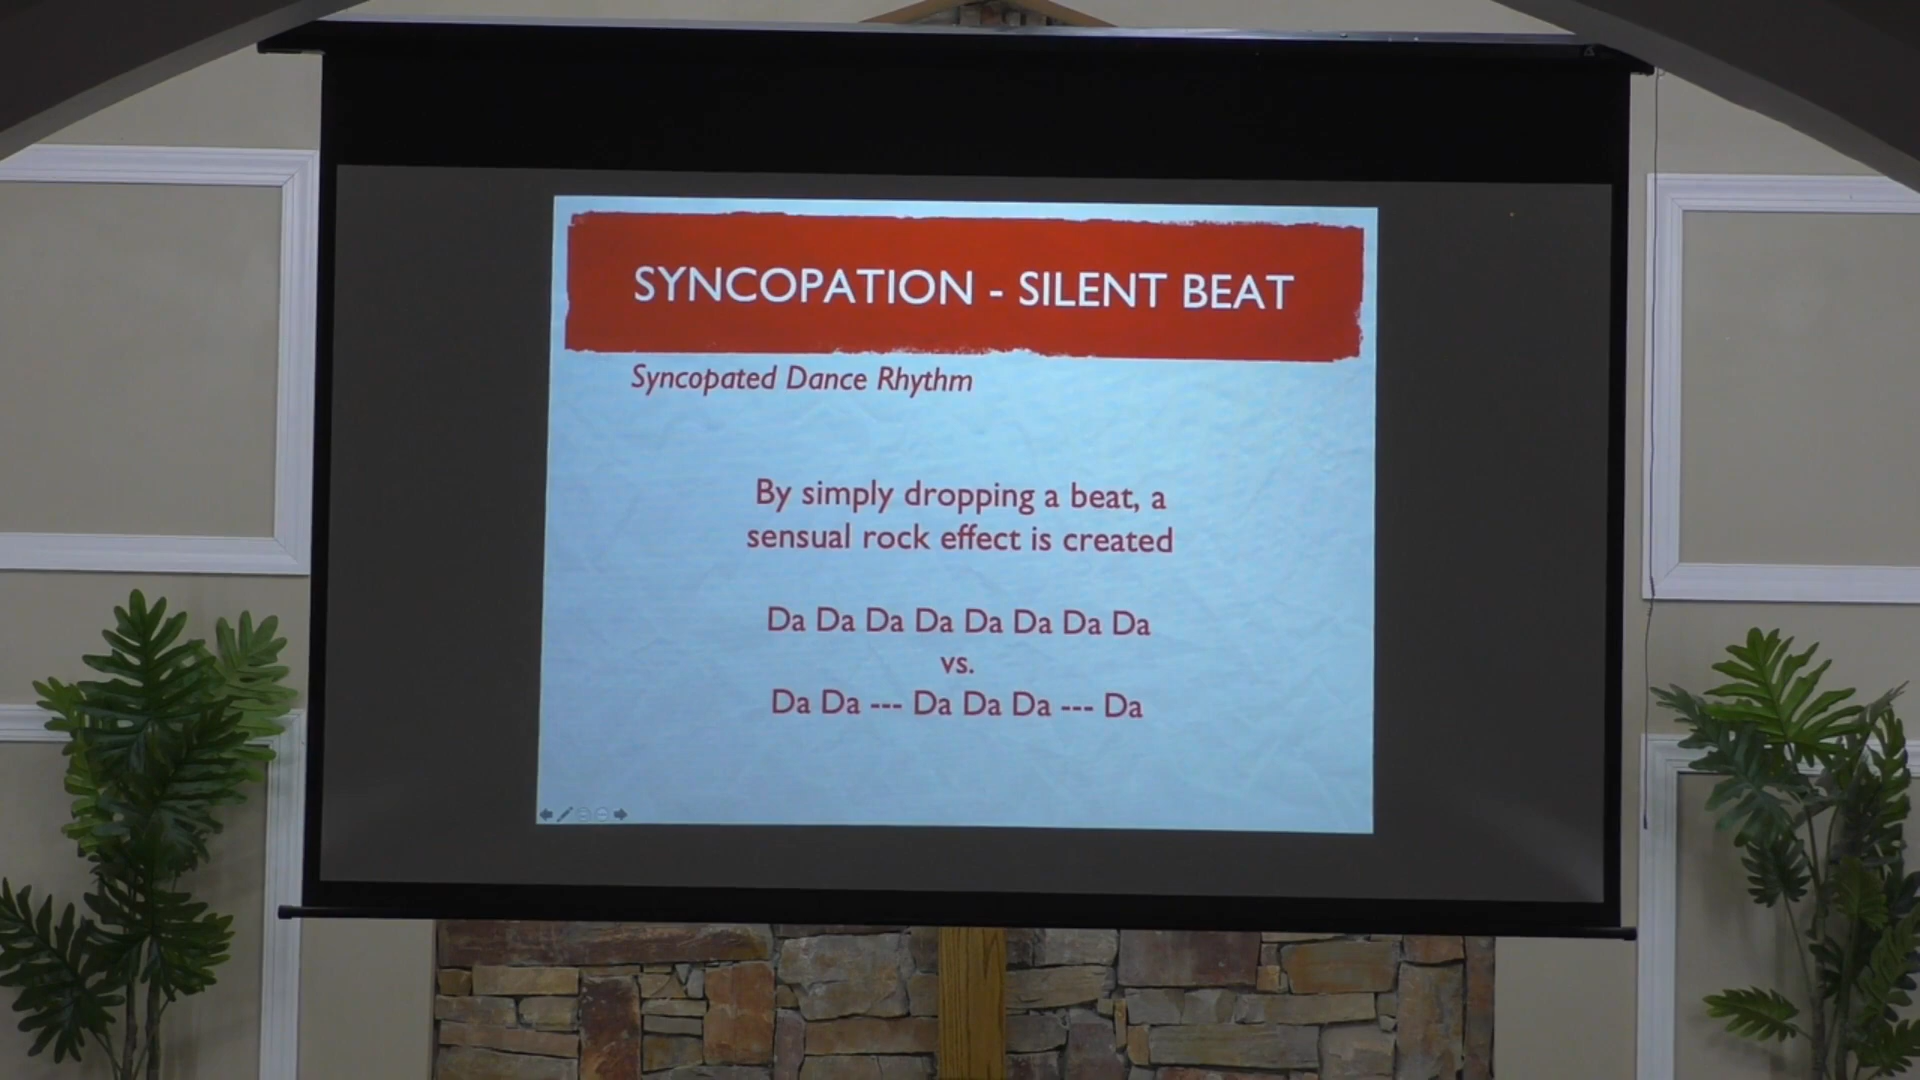 SYNCOPATION - SILENT BEAT
Syncopated Dance Rhythm
By simply dropping a beat, a
sensual rock effect is created
Da Da Da Da Da Da Da Da
vs.
Da Da --- Da Da Da --- Da